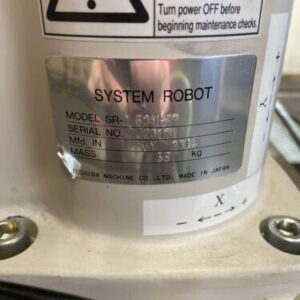 Turn power OFF before
beginning maintenance checks.
SYSTEM ROBOT
MODEL SR-
SERIAL NO.
Mfd. IN
MASS kg
TOSHIBA MACHINE CO.,LTD. MADE IN JAPAN
- X +
Y